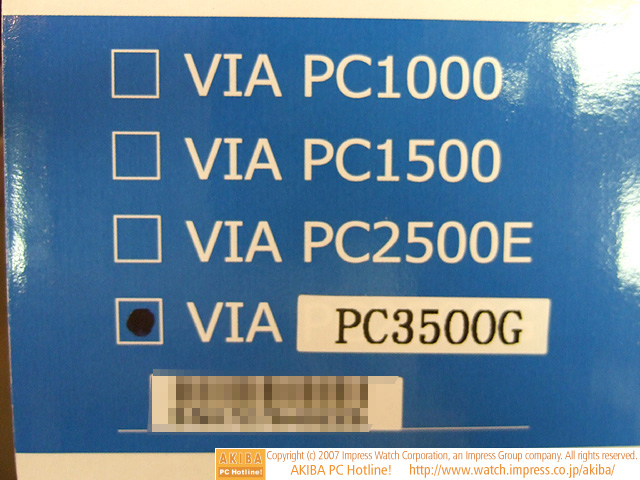 VIA PC1000
VIA PC1500
VIA PC2500E
VIA PC3500G
AKIBA
PC Hotline!
Copyright (c) 2007 Impress Watch Corporation, an Impress Group company. All rights reserved.
AKIBA PC Hotline! http://www.watch.impress.co.jp/akiba/